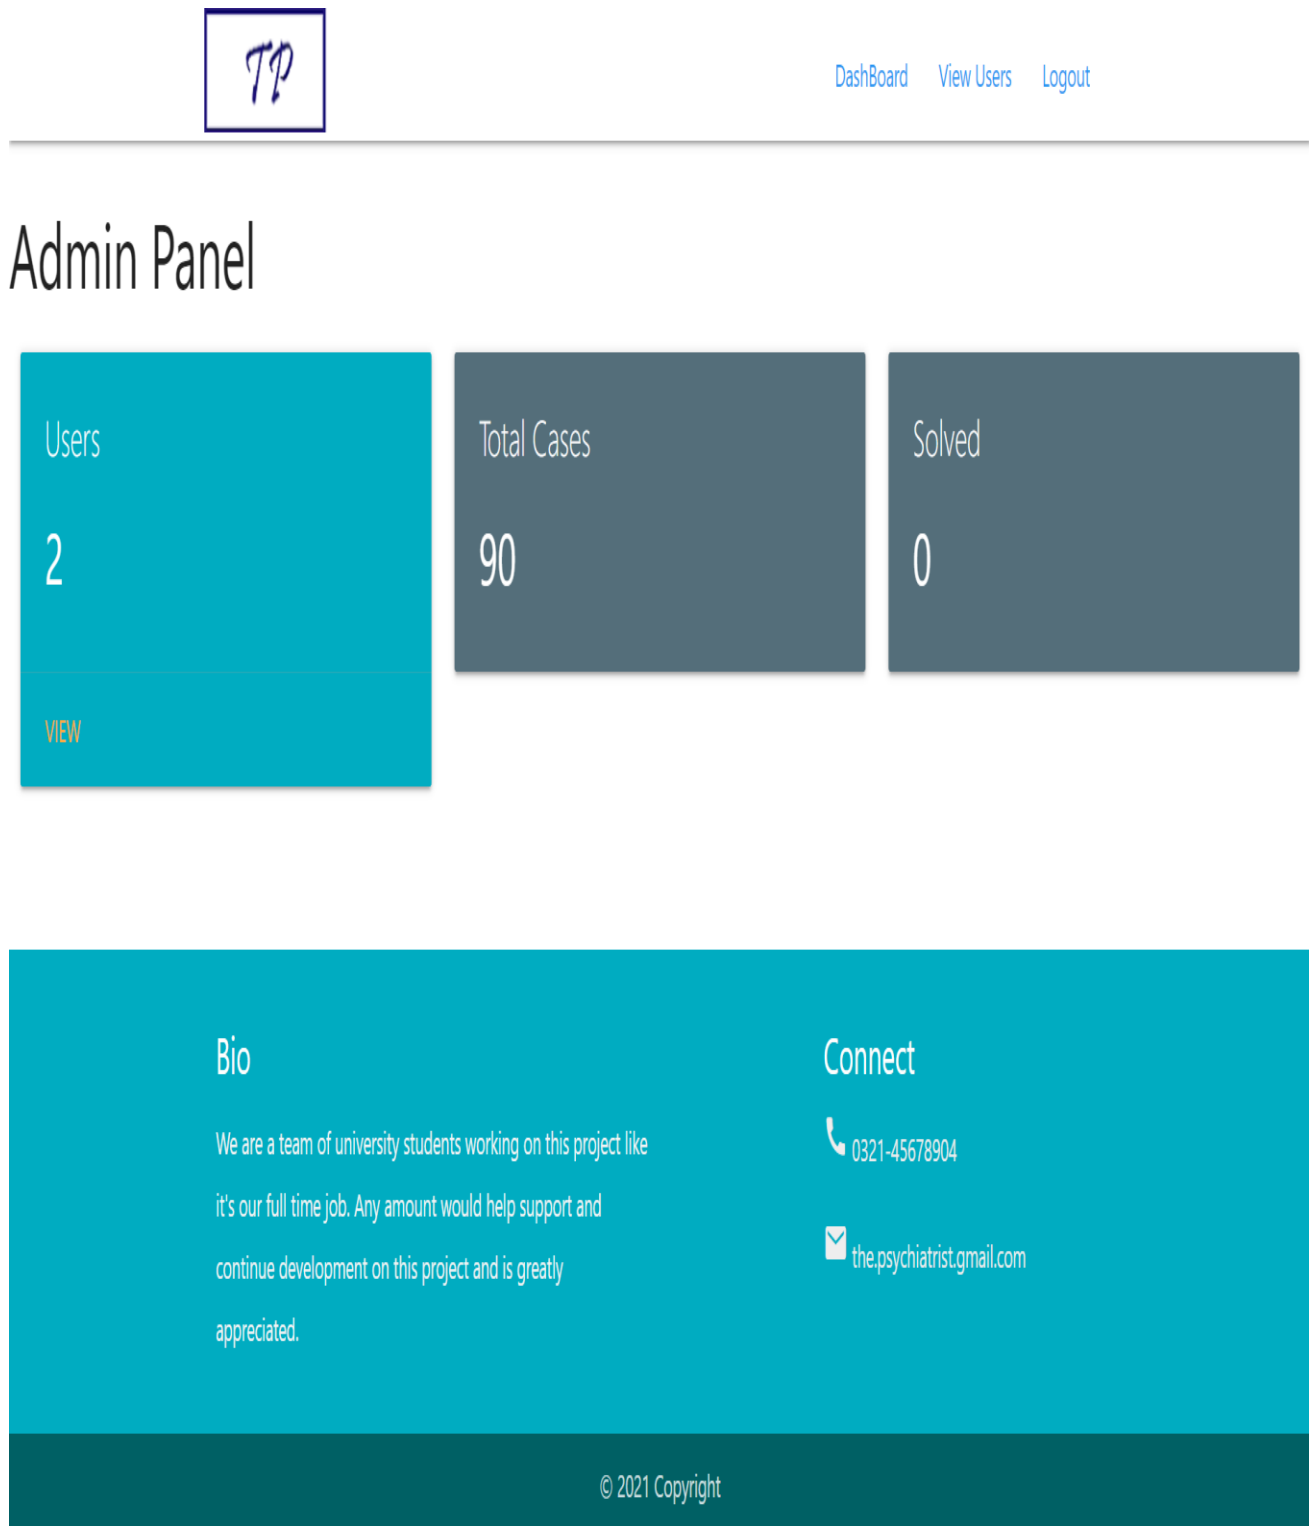 TP
DashBoard View Users Logout
Admin Panel
Users
2
VIEW
Total Cases
90
Solved
0
Bio
We are a team of university students working on this project like
it's our full time job. Any amount would help support and
continue development on this project and is greatly
appreciated.
Connect
0321-45678904
the.psychiatrist.gmail.com
© 2021 Copyright